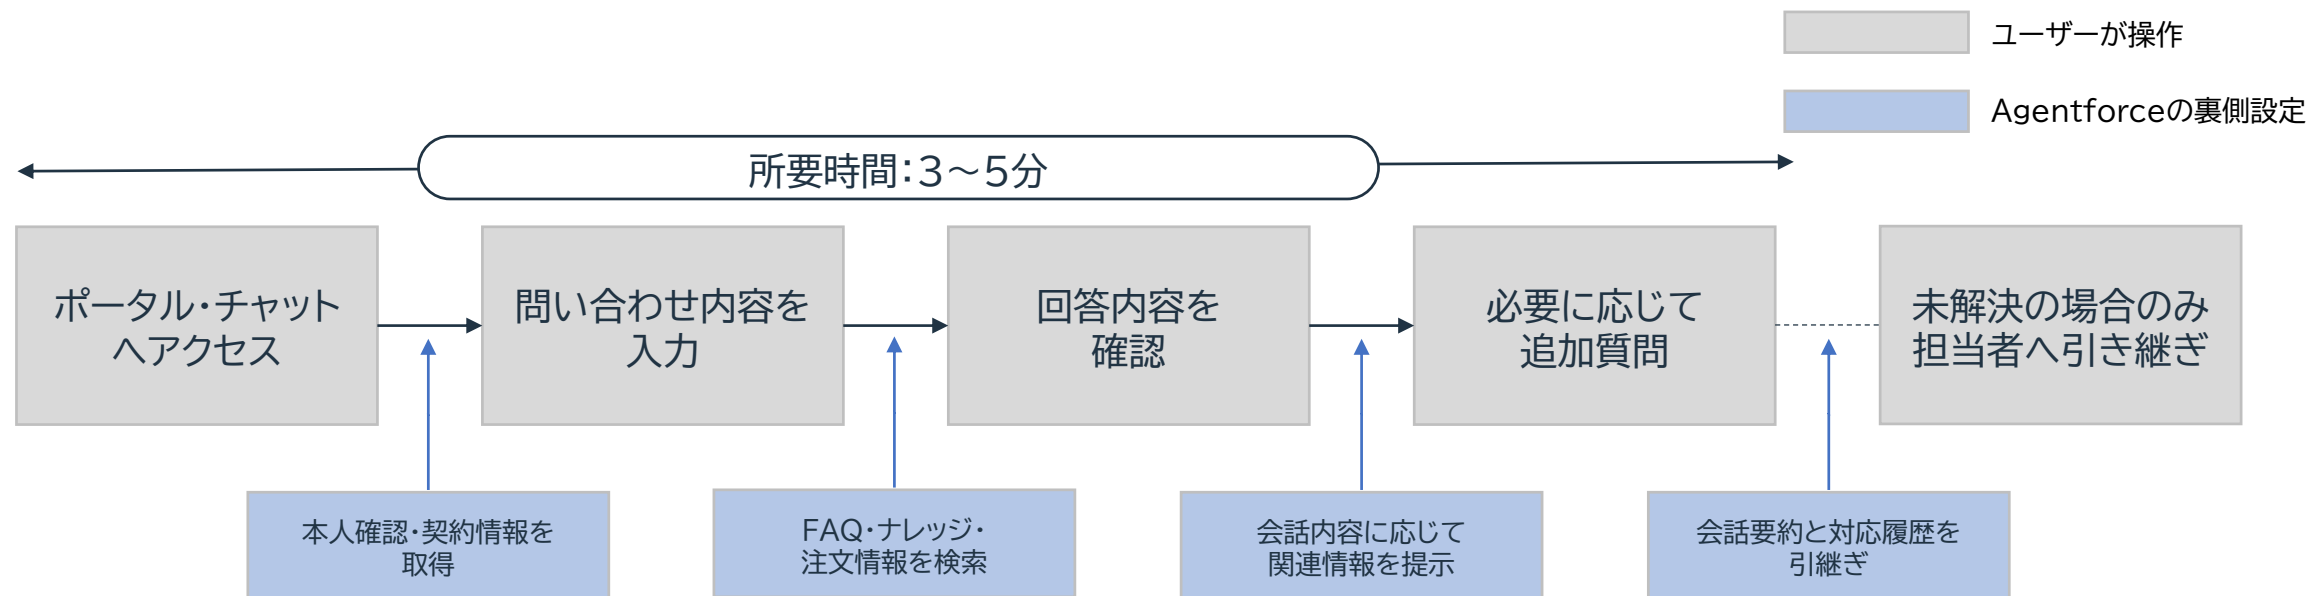 ユーザーが操作
Agentforceの裏側設定
所要時間：３～５分
ポータル・チャット
へアクセス
問い合わせ内容を
入力
回答内容を
確認
必要に応じて
追加質問
未解決の場合のみ
担当者へ引き継ぎ
本人確認・契約情報を
取得
FAQ・ナレッジ・
注文情報を検索
会話内容に応じて
関連情報を提示
会話要約と対応履歴を
引継ぎ